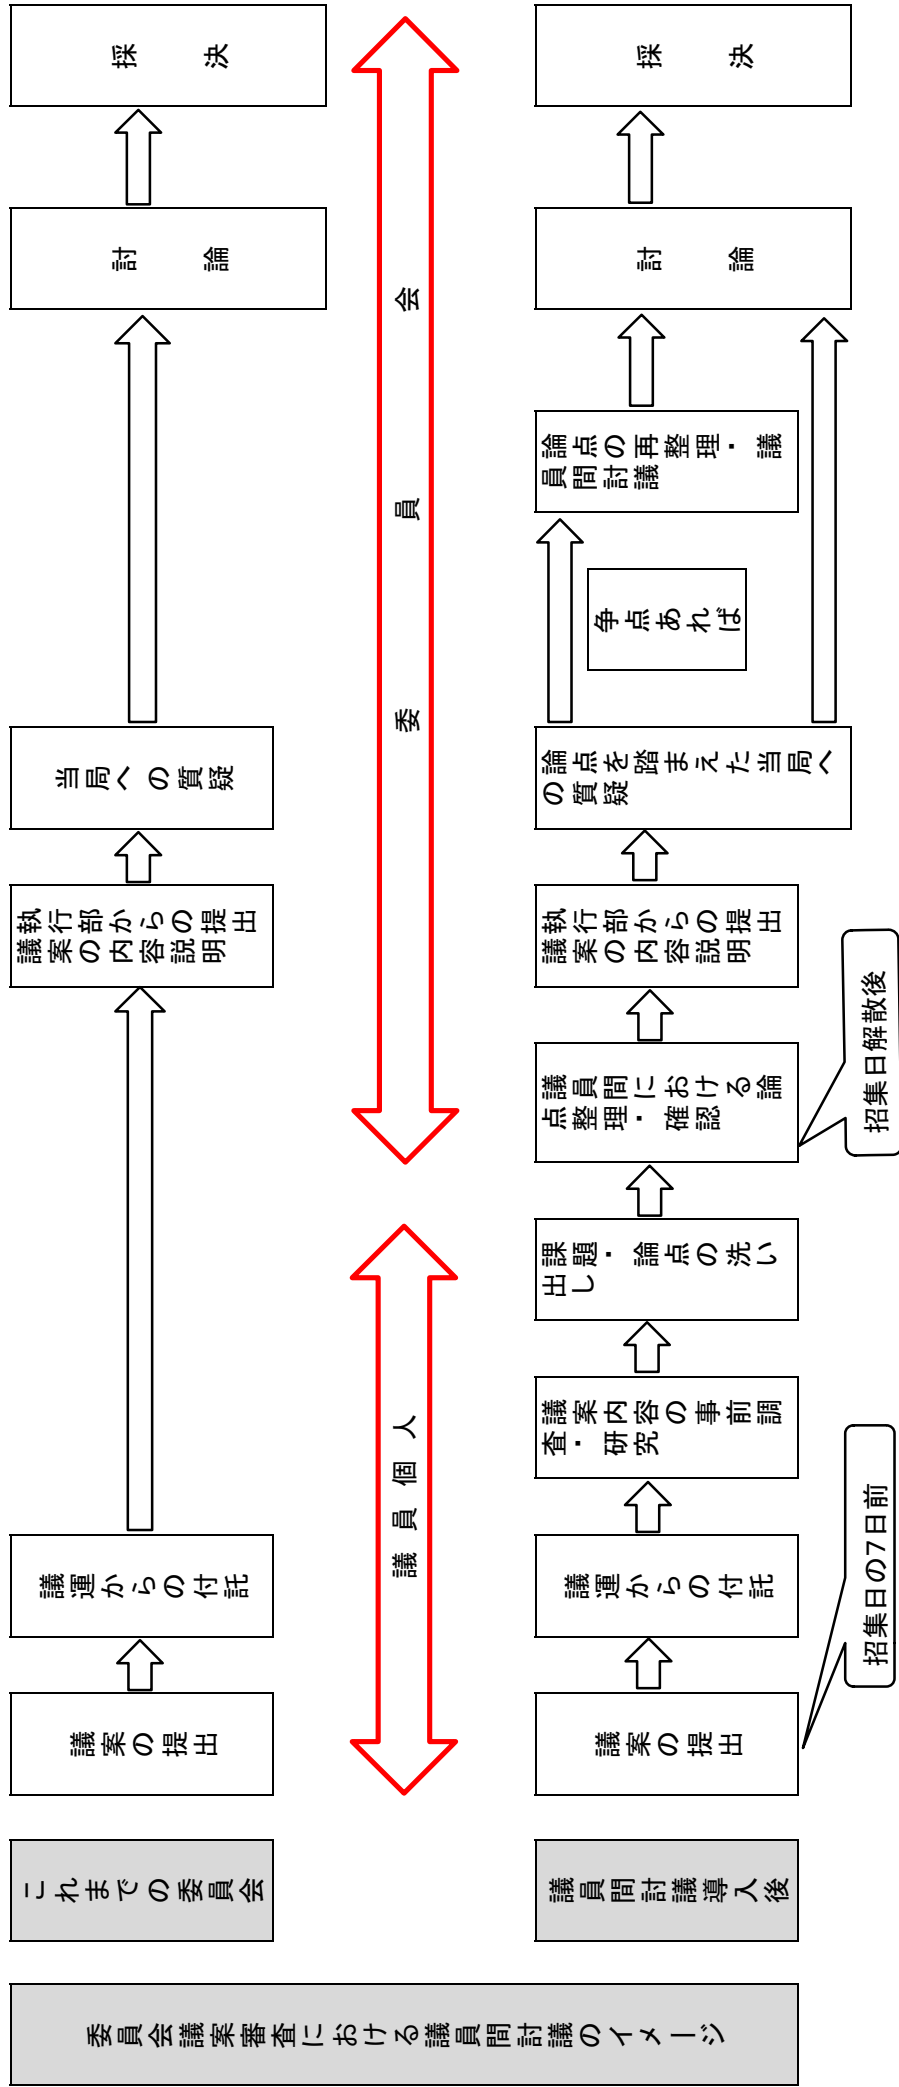 委員会議案審査における議員間討議のイメージ
これまでの委員会
議案の提出
議運からの付託
執行部からの提出
議案の内容説明
当局への質疑
討　論
採　決
議員個人
委員会
議員間討議導入後
議案の提出
招集日の7日前
議運からの付託
議案内容の事前調
査・研究
課題・論点の洗い
出し
議員間における論
点整理・確認
招集日解散後
執行部からの提出
議案の内容説明
論点を踏まえた当局へ
の質疑
争点あれば
論点の再整理・議
員間討議
討　論
採　決